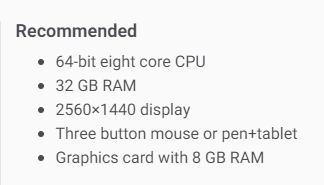 Recommended
64-bit eight core CPU
32 GB RAM
2560×1440 display
Three button mouse or pen+tablet
Graphics card with 8 GB RAM